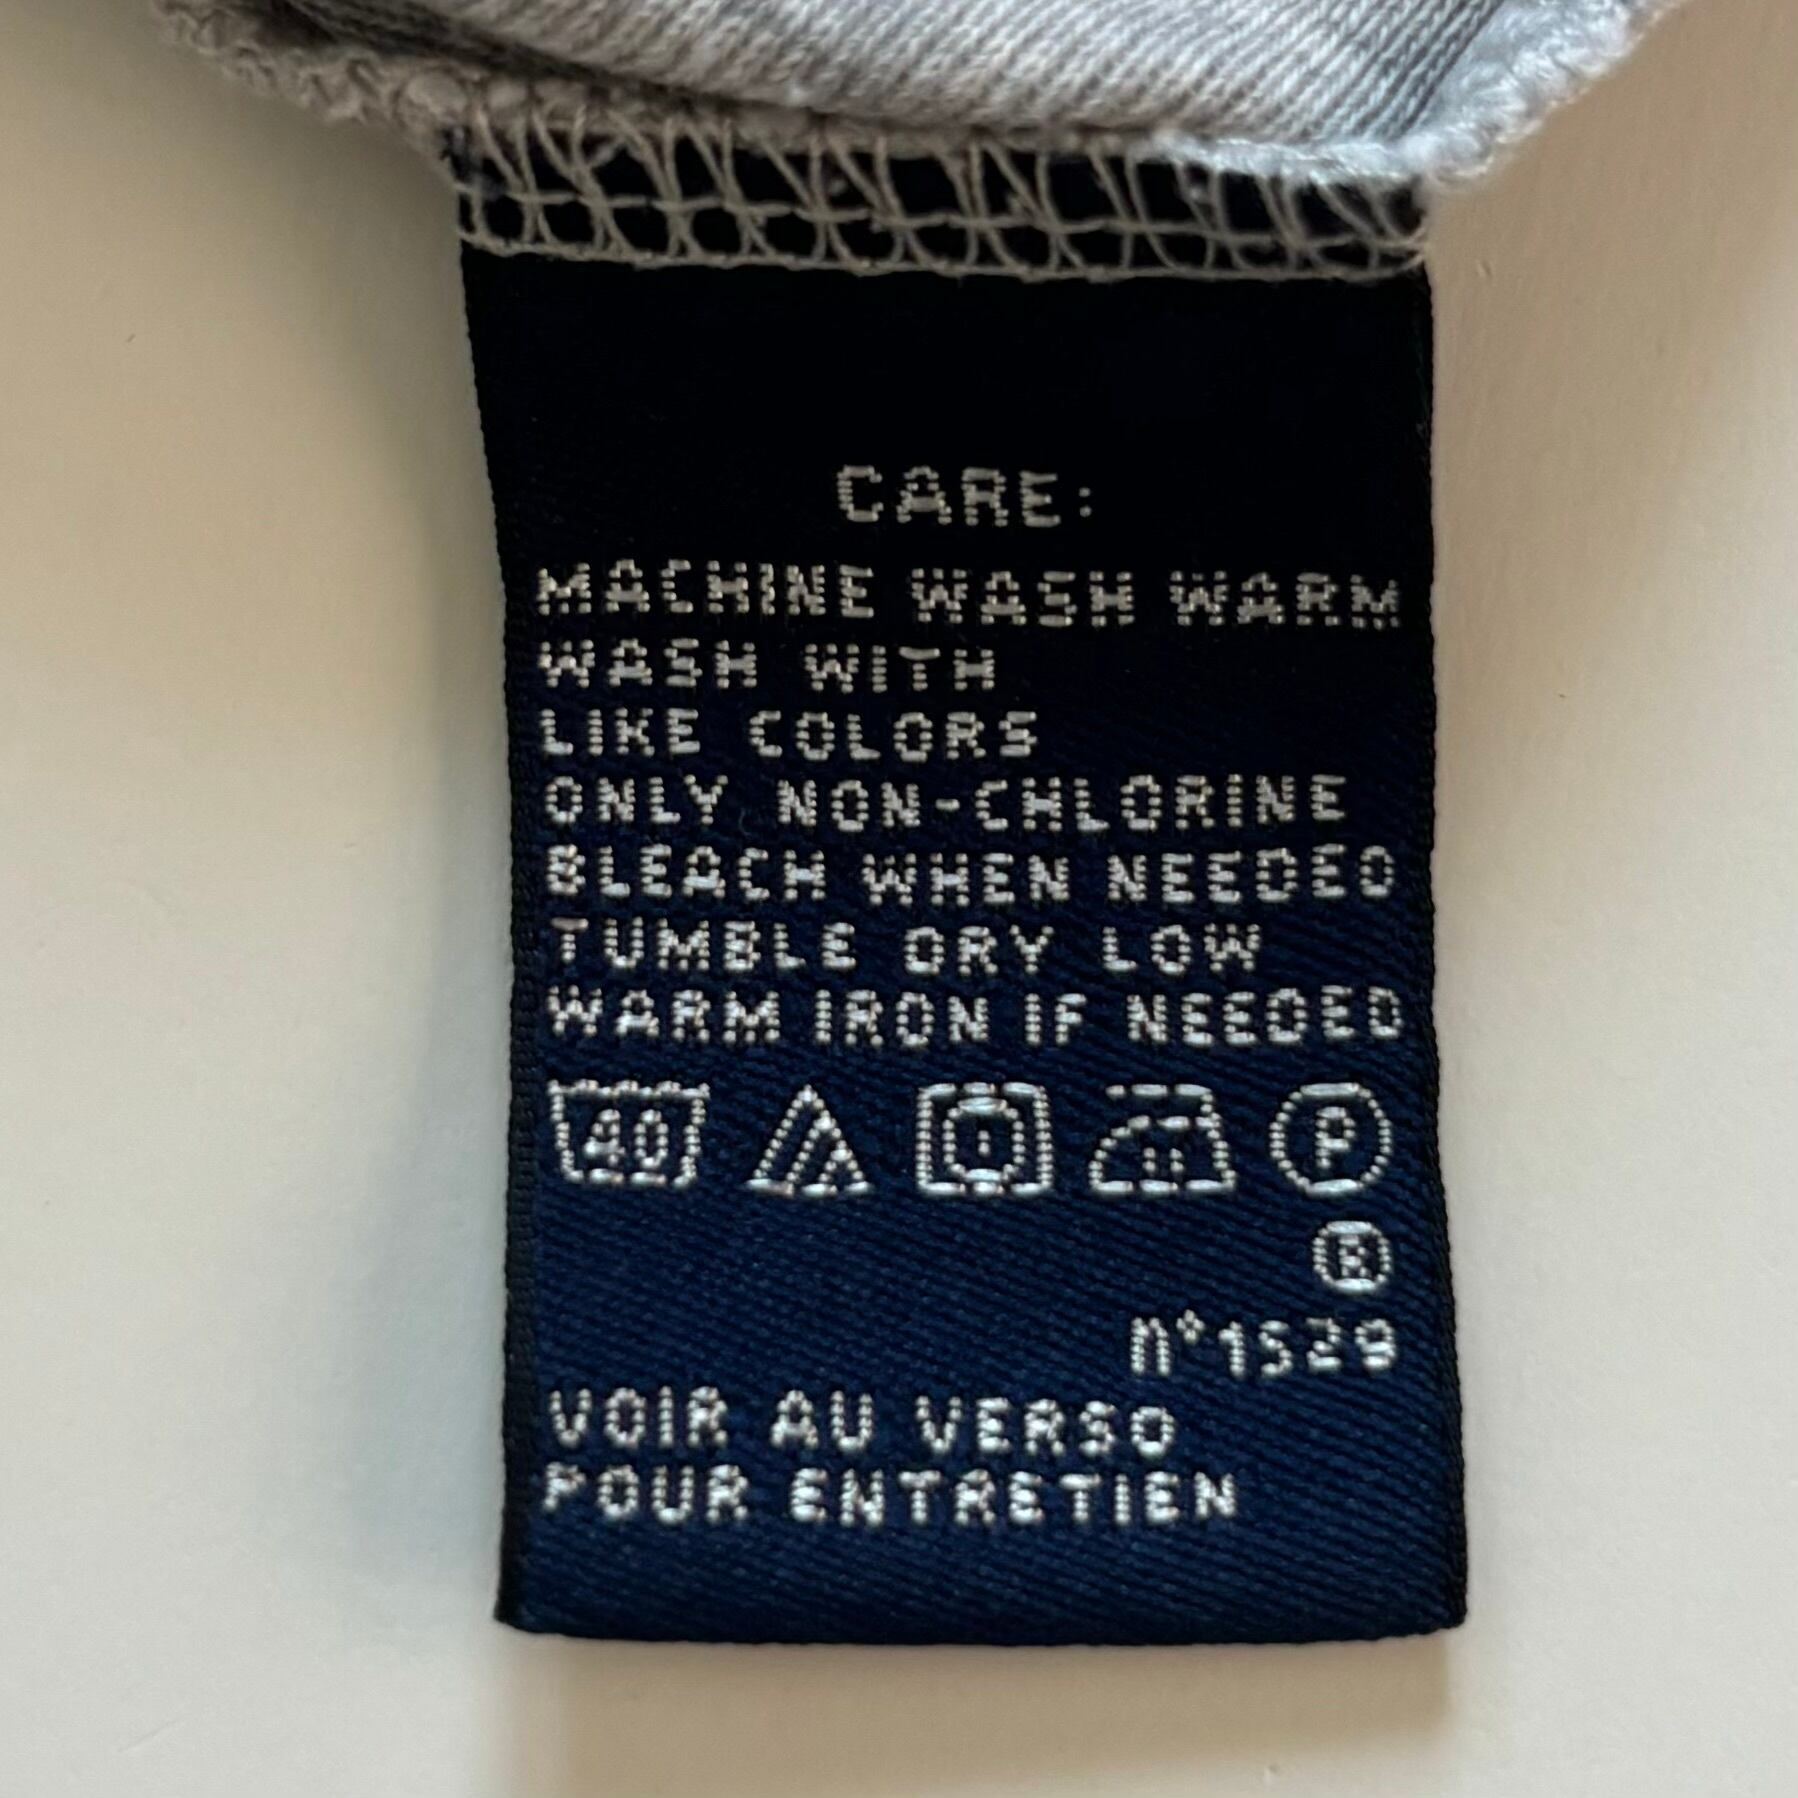 CARE:
MACHINE WASH WARM
WASH WITH
LIKE COLORS
ONLY NON-CHLORINE
BLEACH WHEN NEEDED
TUMBLE DRY LOW
WARM IRON IF NEEDED
40 P
®
n°1529
VOIR AU VERSO
POUR ENTRETIEN